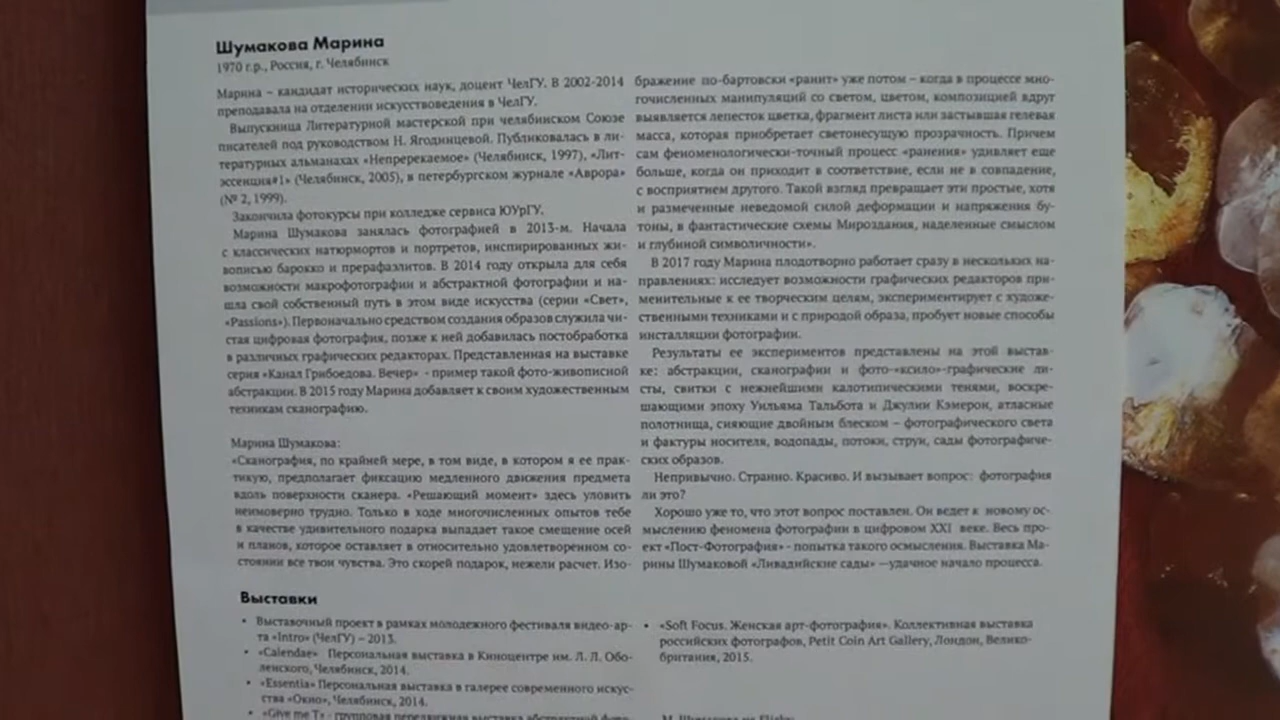 Шумакова Марина
1970 г.р., Россия, г. Челябинск
Марина – кандидат исторических наук, доцент ЧелГУ. В 2002-2014
преподавала на отделении искусствоведения в ЧелГУ.
Выпускница Литературной мастерской при челябинском Союзе
писателей под руководством Н. Ягодинцевой. Публиковалась в ли-
тературных альманахах «Непререкаемое» (Челябинск, 1997), «Лит-
эссенция#1» (Челябинск, 2005), в петербургском журнале «Аврора»
(№ 2, 1999).
Закончила фотокурсы при колледже сервиса ЮУрГУ.
Марина Шумакова занялась фотографией в 2013-м. Начала
с классических натюрмортов и портретов, инспирированных жи-
вописью барокко и прерафаэлитов. В 2014 году открыла для себя
возможности макрофотографии и абстрактной фотографии и на-
шла свой собственный путь в этом виде искусства (серии «Свет»,
«Passions»). Первоначально средством создания образов служила чи-
стая цифровая фотография, позже к ней добавилась постобработка
в различных графических редакторах. Представленная на выставке
серия «Канал Грибоедова. Вечер» - пример такой фото-живописной
абстракции. В 2015 году Марина добавляет к своим художественным
техникам сканографию.
Марина Шумакова:
«Сканография, по крайней мере, в том виде, в котором я ее прак-
тикую, предполагает фиксацию медленного движения предмета
вдоль поверхности сканера. «Решающий момент» здесь уловить
неимоверно трудно. Только в ходе многочисленных опытов тебе
в качестве удивительного подарка выпадает такое смещение осей
и планов, которое оставляет в относительно удовлетворенном со-
стоянии все твои чувства. Это скорей подарок, нежели расчет. Изо-
бражение по-бартовски «ранит» уже потом – когда в процессе мно-
гочисленных манипуляций со светом, цветом, композицией вдруг
выявляется лепесток цветка, фрагмент листа или застывшая гелевая
масса, которая приобретает светонесущую прозрачность. Причем
сам феноменологически-точный процесс «ранения» удивляет еще
больше, когда он приходит в соответствие, если не в совпадение,
с восприятием другого. Такой взгляд превращает эти простые, хотя
и размеченные неведомой силой деформации и напряжения бу-
тоны, в фантастические схемы Мироздания, наделенные смыслом
и глубиной символичности».
В 2017 году Марина плодотворно работает сразу в нескольких на-
правлениях: исследует возможности графических редакторов при-
менительные к ее творческим целям, экспериментирует с художе-
ственными техниками и с природой образа, пробует новые способы
инсталляции фотографии.
Результаты ее экспериментов представлены на этой выстав-
ке: абстракции, сканографии и фото-«ксило»-графические ли-
сты, свитки с нежнейшими калотипическими тенями, воскре-
шающими эпоху Уильяма Тальбота и Джулии Кэмерон, атласные
полотнища, сияющие двойным блеском – фотографического света
и фактуры носителя, водопады, потоки, струи, сады фотографиче-
ских образов.
Непривычно. Странно. Красиво. И вызывает вопрос: фотография
ли это?
Хорошо уже то, что этот вопрос поставлен. Он ведет к новому ос-
мыслению феномена фотографии в цифровом XXI веке. Весь про-
ект «Пост-Фотография» - попытка такого осмысления. Выставка Ма-
рины Шумаковой «Ливадийские сады» —удачное начало процесса.
Выставки
• Выставочный проект в рамках молодежного фестиваля видео-ар-
та «Intro» (ЧелГУ) – 2013.
• «Calendae» Персональная выставка в Киноцентре им. Л. Л. Обо-
ленского, Челябинск, 2014.
• «Essentia» Персональная выставка в галерее современного искус-
ства «Окно», Челябинск, 2014.
• «Give me T» - групповая передвижная выставка абстрактной фото-
• «Soft Focus. Женская арт-фотография». Коллективная выставка
российских фотографов, Petit Coin Art Gallery, Лондон, Велико-
британия, 2015.
М. Шумакова на